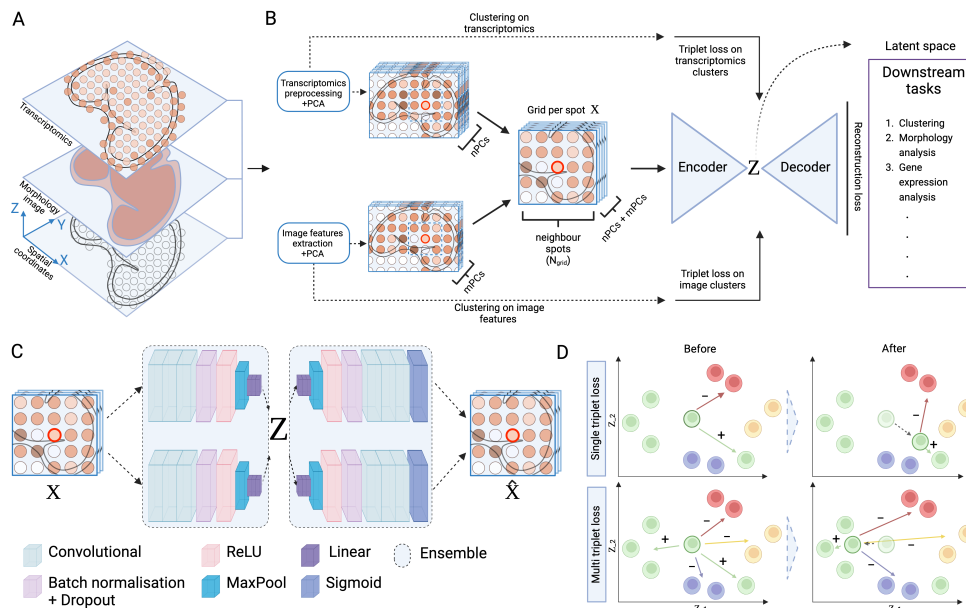 A
Transcriptomics
Morphology
image
Spatial
coordinates
Z
Y
X
B
Clustering on
transcriptomics
Transcriptomics
preprocessing
+PCA
nPCs
Image features
extraction
+PCA
mPCs
Grid per spot X
neighbour
spots
(Ngrid)
nPCs + mPCs
Clustering on image
features
Triplet loss on
transcriptomics
clusters
Encoder
Z
Decoder
Triplet loss on
image clusters
Reconstruction loss
Latent space
Downstream
tasks
1. Clustering
2. Morphology
analysis
3. Gene
expression
analysis
.
.
.
.
C
X
Z
X̂
Convolutional
ReLU
Linear
Ensemble
Batch normalisation
+ Dropout
MaxPool
Sigmoid
D
Before
After
Single triplet loss
Z_2
−
+
−
+
Multi triplet loss
Z_2
−
+
−
−
+
−
+
−
−